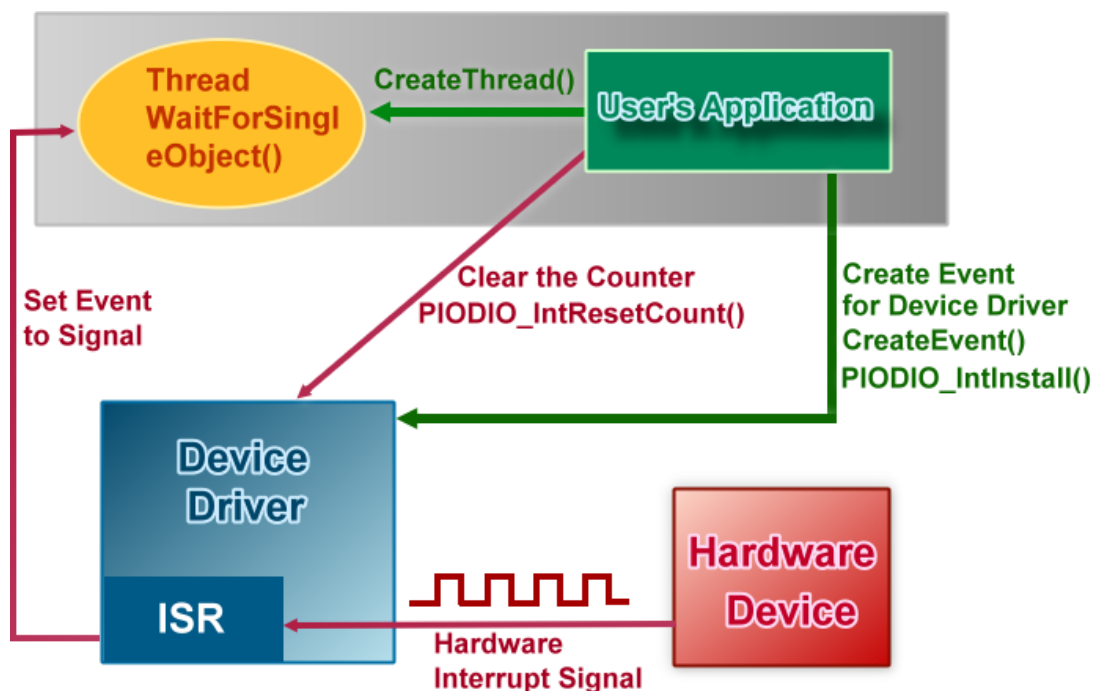 Thread
WaitForSingl
eObject()
CreateThread()
User's Application
Clear the Counter
PIODIO_IntResetCount()
Create Event
for Device Driver
CreateEvent()
PIODIO_IntInstall()
Set Event
to Signal
Device
Driver
ISR
Hardware
Interrupt Signal
Hardware
Device